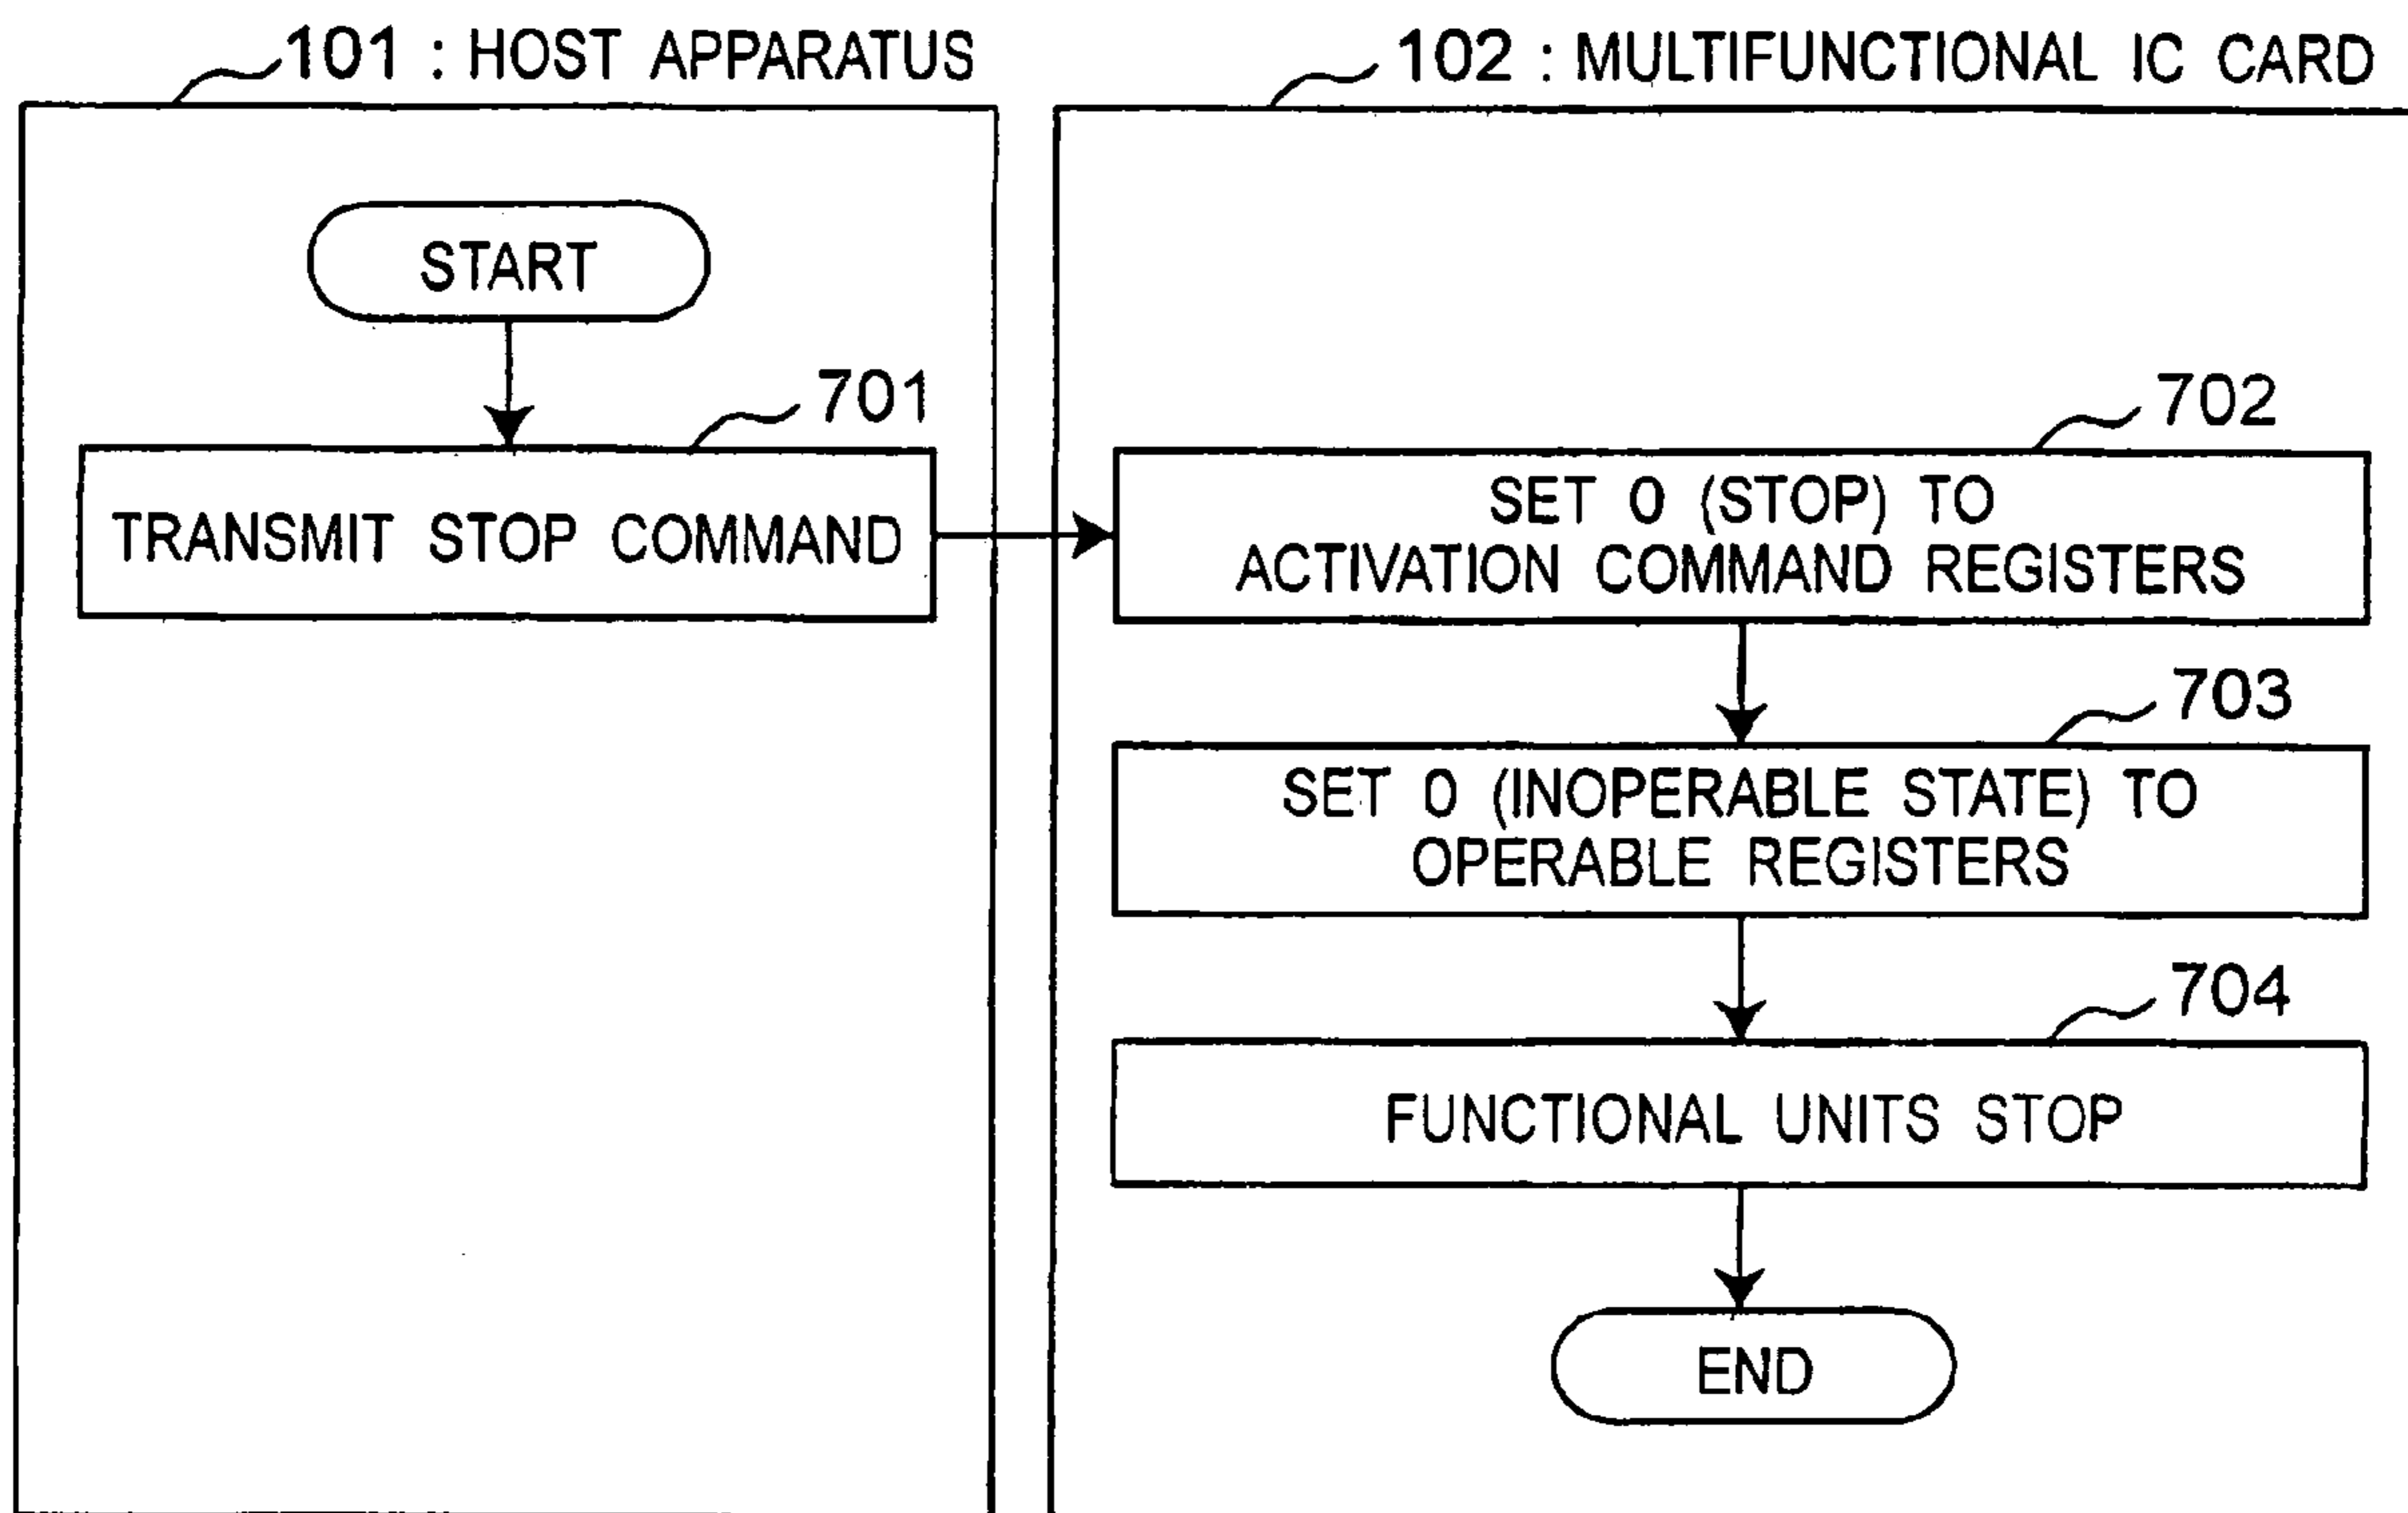 101 : HOST APPARATUS
102 : MULTIFUNCTIONAL IC CARD
START
701
TRANSMIT STOP COMMAND
702
SET 0 (STOP) TO
ACTIVATION COMMAND REGISTERS
703
SET 0 (INOPERABLE STATE) TO
OPERABLE REGISTERS
704
FUNCTIONAL UNITS STOP
END